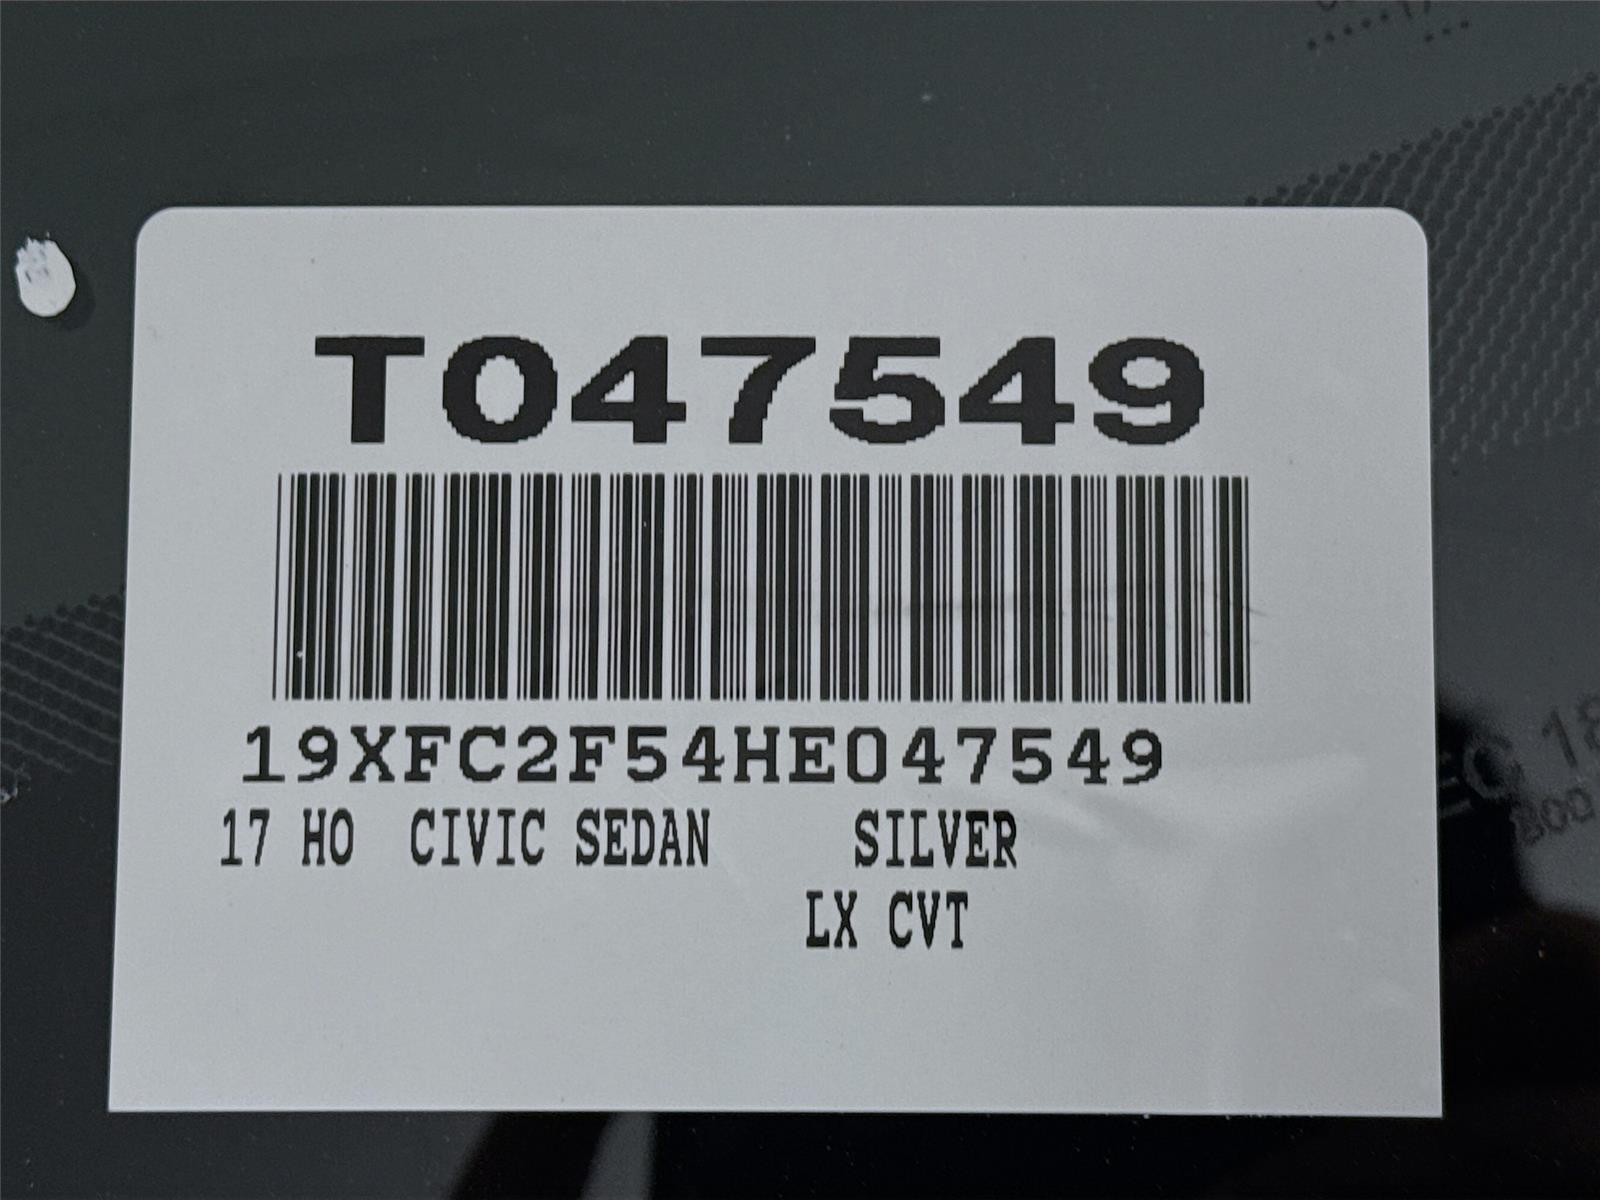 T047549
19XFC2F54HE047549
17 HO CIVIC SEDAN SILVER
LX CVT